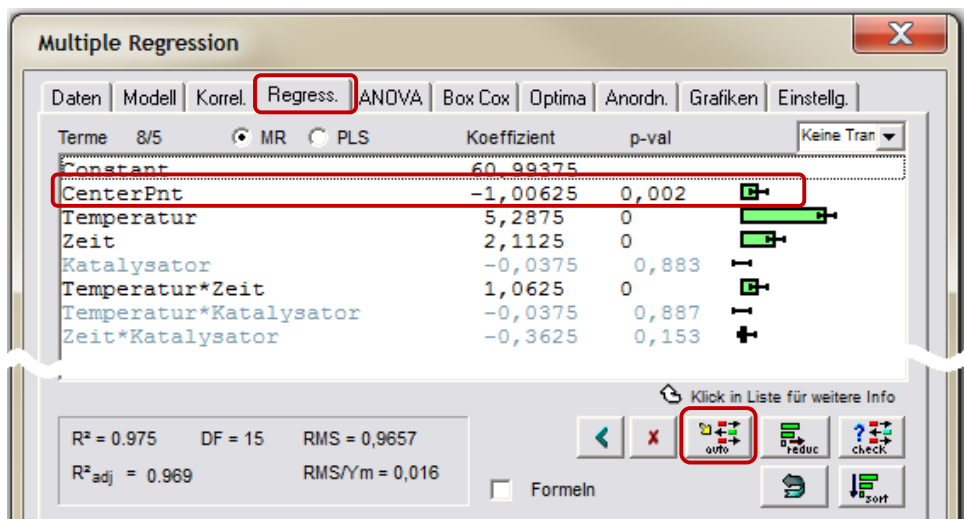 Multiple Regression X
Daten Modell Korrel. Regress. ANOVA Box Cox Optima Anordn. Grafiken Einstellg.
Terme 8/5 MR PLS Koeffizient p-val Keine Tran
Constant 60,99375
CenterPnt -1,00625 0,002
Temperatur 5,2875 0
Zeit 2,1125 0
Katalysator -0,0375 0,883
Temperatur*Zeit 1,0625 0
Temperatur*Katalysator -0,0375 0,887
Zeit*Katalysator -0,3625 0,153
Klick in Liste für weitere Info
R² = 0.975 DF = 15 RMS = 0,9657
auto reduc ? check
R²adj = 0.969 RMS/Ym = 0,016
Formeln sort